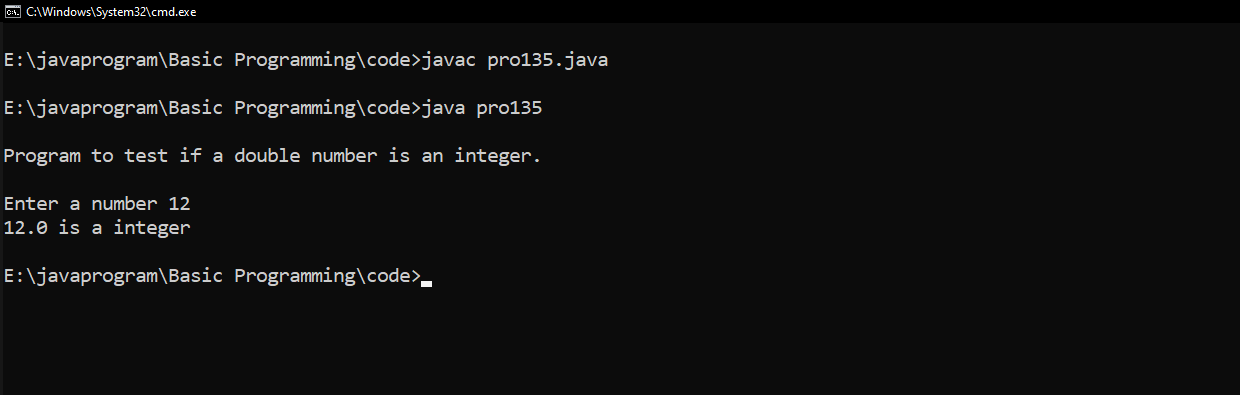 C:\Windows\System32\cmd.exe
E:\javaprogram\Basic Programming\code>javac pro135.java
E:\javaprogram\Basic Programming\code>java pro135
Program to test if a double number is an integer.
Enter a number 12
12.0 is a integer
E:\javaprogram\Basic Programming\code>